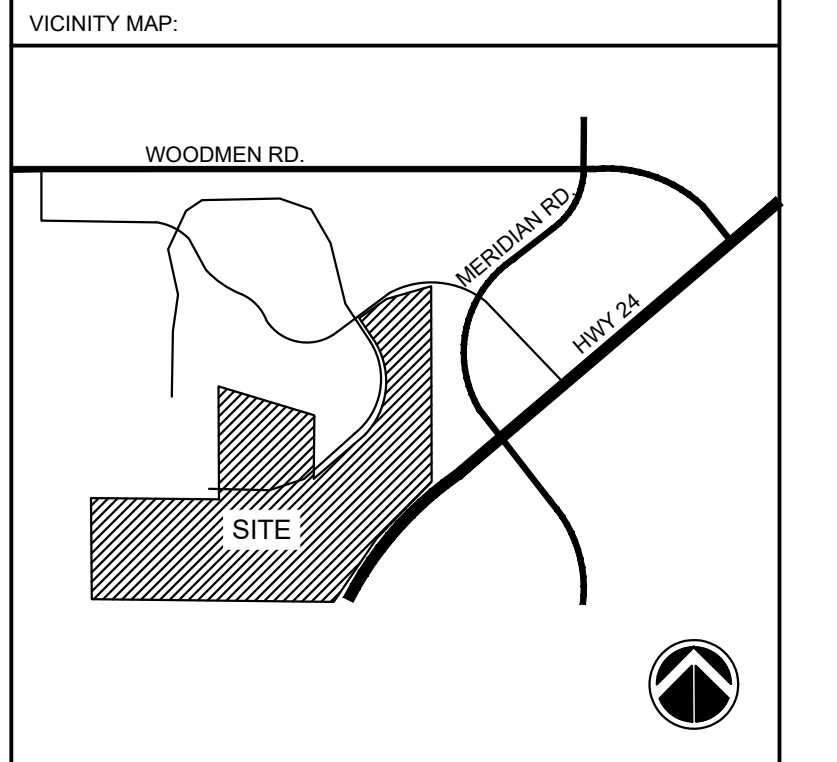 VICINITY MAP:
WOODMEN RD.
MERIDIAN RD.
HWY 24
SITE